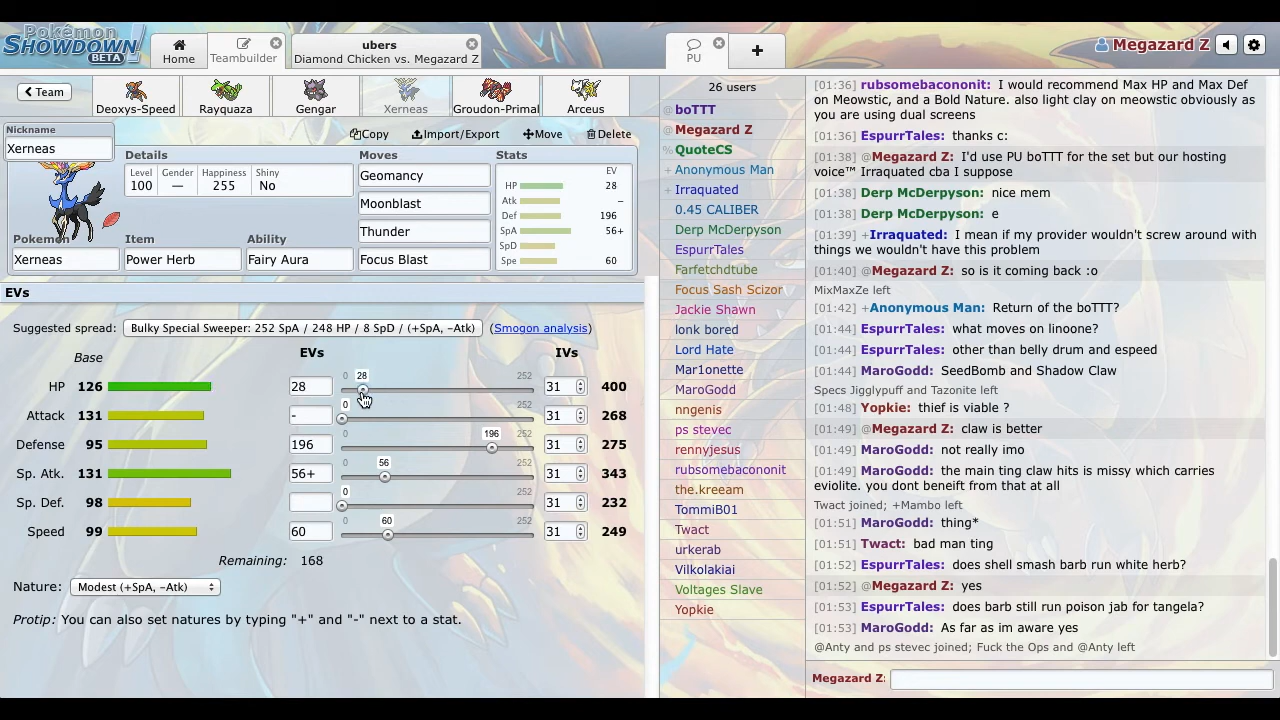 Pokémon
SHOWDOWN!
BETA
Home
Teambuilder
ubers
Diamond Chicken vs. Megazard Z
PU
+
Megazard Z
Team
Deoxys-Speed
Rayquaza
Gengar
Xerneas
Groudon-Primal
Arceus
Copy
Import/Export
Move
Delete
Nickname
Xerneas
Pokemon
Xerneas
Details
Level
100
Gender
—
Happiness
255
Shiny
No
Item
Power Herb
Ability
Fairy Aura
Moves
Geomancy
Moonblast
Thunder
Focus Blast
Stats
EV
HP 28
Atk –
Def 196
SpA 56+
SpD
Spe 60
EVs
Suggested spread: Bulky Special Sweeper: 252 SpA / 248 HP / 8 SpD / (+SpA, −Atk) (Smogon analysis)
Base EVs IVs
HP 126 28 0 28 252 31 400
Attack 131 - 0 252 31 268
Defense 95 196 0 196 252 31 275
Sp. Atk. 131 56+ 0 56 252 31 343
Sp. Def. 98 0 252 31 232
Speed 99 60 0 60 252 31 249
Remaining: 168
Nature: Modest (+SpA, −Atk)
Protip: You can also set natures by typing "+" and "-" next to a stat.
26 users
@boTTT
@Megazard Z
%QuoteCS
+Anonymous Man
+Irraquated
0.45 CALIBER
Derp McDerpyson
EspurrTales
Farfetchdtube
Focus Sash Scizor
Jackie Shawn
lonk bored
Lord Hate
Mar1onette
MaroGodd
nngenis
ps stevec
rennyjesus
rubsomebacononit
the.kreeam
TommiB01
Twact
urkerab
Vilkolakiai
Voltages Slave
Yopkie
[01:36] rubsomebacononit: I would recommend Max HP and Max Def
on Meowstic, and a Bold Nature. also light clay on meowstic obviously as
you are using dual screens
[01:36] EspurrTales: thanks c:
[01:38] @Megazard Z: I'd use PU boTTT for the set but our hosting
voice™ Irraquated cba I suppose
[01:38] Derp McDerpyson: nice mem
[01:38] Derp McDerpyson: e
[01:39] +Irraquated: I mean if my provider wouldn't screw around with
things we wouldn't have this problem
[01:40] @Megazard Z: so is it coming back :o
MixMaxZe left
[01:42] +Anonymous Man: Return of the boTTT?
[01:44] EspurrTales: what moves on linoone?
[01:44] EspurrTales: other than belly drum and espeed
[01:44] MaroGodd: SeedBomb and Shadow Claw
Specs Jigglypuff and Tazonite left
[01:48] Yopkie: thief is viable ?
[01:49] @Megazard Z: claw is better
[01:49] MaroGodd: not really imo
[01:49] MaroGodd: the main ting claw hits is missy which carries
eviolite. you dont beneift from that at all
Twact joined; +Mambo left
[01:51] MaroGodd: thing*
[01:51] Twact: bad man ting
[01:52] EspurrTales: does shell smash barb run white herb?
[01:52] @Megazard Z: yes
[01:53] EspurrTales: does barb still run poison jab for tangela?
[01:53] MaroGodd: As far as im aware yes
@Anty and ps stevec joined; Fuck the Ops and @Anty left
Megazard Z: